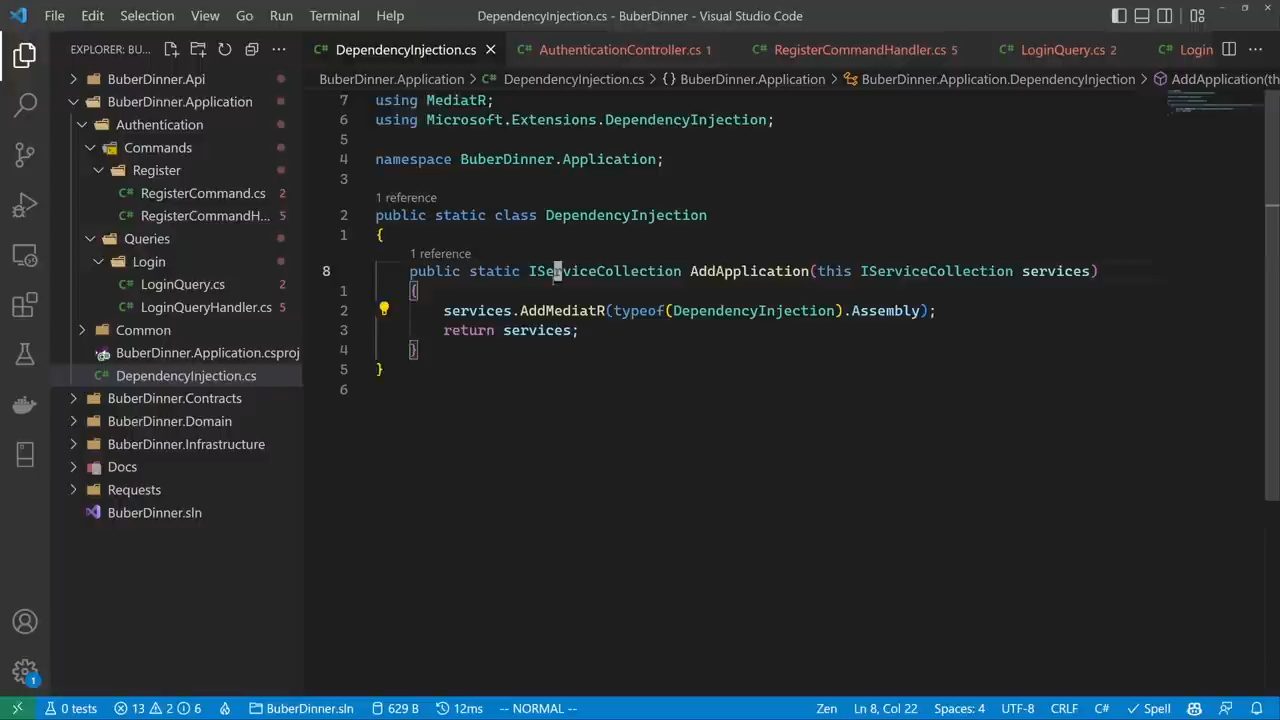 File Edit Selection View Go Run Terminal Help DependencyInjection.cs - BuberDinner - Visual Studio Code
EXPLORER: BU...
DependencyInjection.cs AuthenticationController.cs 1 RegisterCommandHandler.cs 5 LoginQuery.cs 2 Login
BuberDinner.Application > DependencyInjection.cs > {} BuberDinner.Application > BuberDinner.Application.DependencyInjection > AddApplication(th
BuberDinner.Api
BuberDinner.Application
Authentication
Commands
Register
RegisterCommand.cs 2
RegisterCommandH... 5
Queries
Login
LoginQuery.cs 2
LoginQueryHandler.cs 5
Common
BuberDinner.Application.csproj
DependencyInjection.cs
BuberDinner.Contracts
BuberDinner.Domain
BuberDinner.Infrastructure
Docs
Requests
BuberDinner.sln
7 using MediatR;
6 using Microsoft.Extensions.DependencyInjection;
5
4 namespace BuberDinner.Application;
3
1 reference
2 public static class DependencyInjection
1 {
1 reference
8 public static IServiceCollection AddApplication(this IServiceCollection services)
1 {
2 services.AddMediatR(typeof(DependencyInjection).Assembly);
3 return services;
4 }
5 }
6
1
0 tests 13 2 6 BuberDinner.sln 629 B 12ms -- NORMAL -- Zen Ln 8, Col 22 Spaces: 4 UTF-8 CRLF C# Spell